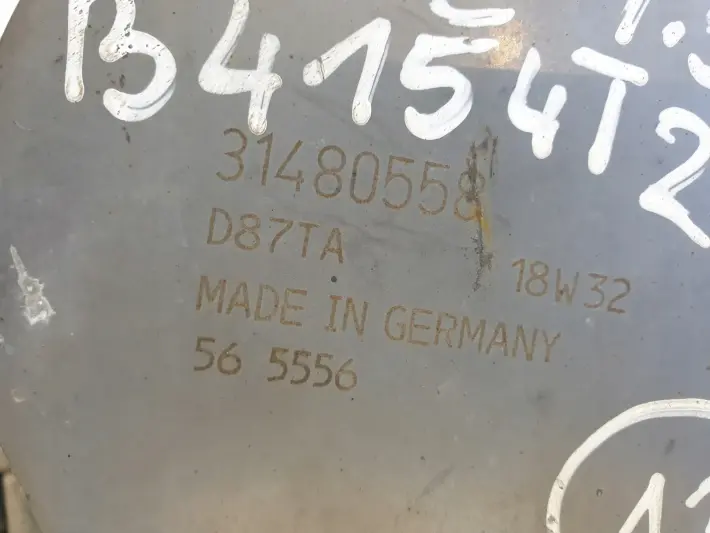 B4154T2
31480558
D87TA
18W32
MADE IN GERMANY
56 5556